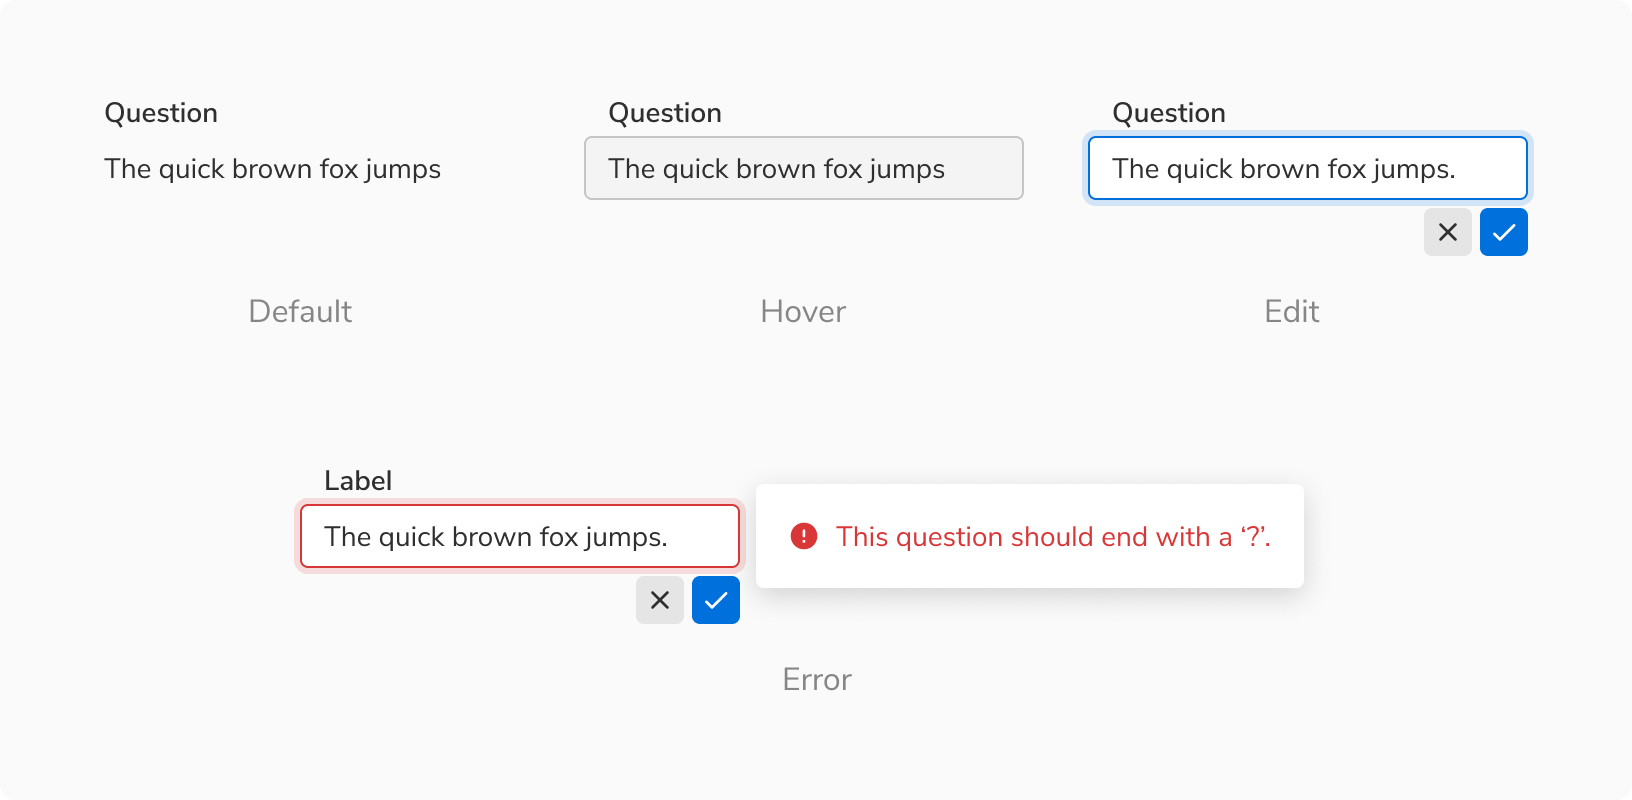 Question
The quick brown fox jumps
Default
Question
The quick brown fox jumps
Hover
Question
The quick brown fox jumps.
Edit
Label
The quick brown fox jumps.
This question should end with a ‘?’.
Error